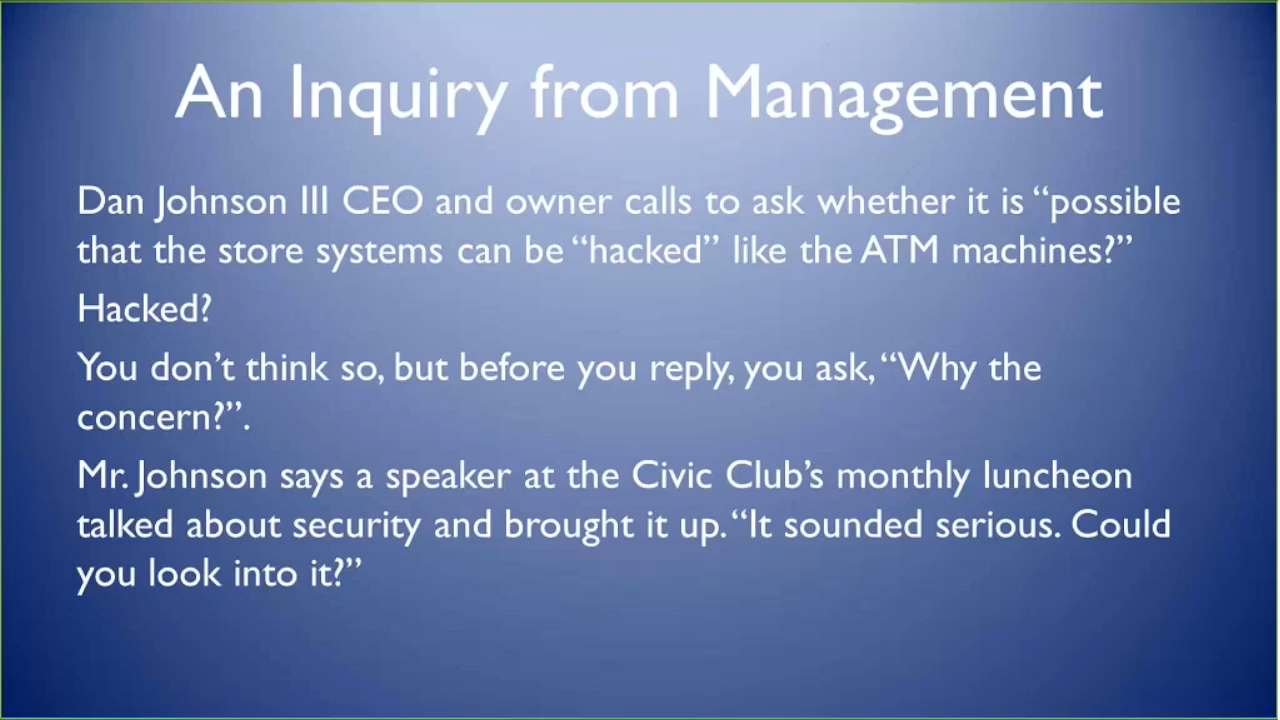 An Inquiry from Management
Dan Johnson III CEO and owner calls to ask whether it is “possible
that the store systems can be “hacked” like the ATM machines?”
Hacked?
You don’t think so, but before you reply, you ask, “Why the
concern?”.
Mr. Johnson says a speaker at the Civic Club’s monthly luncheon
talked about security and brought it up. “It sounded serious. Could
you look into it?”